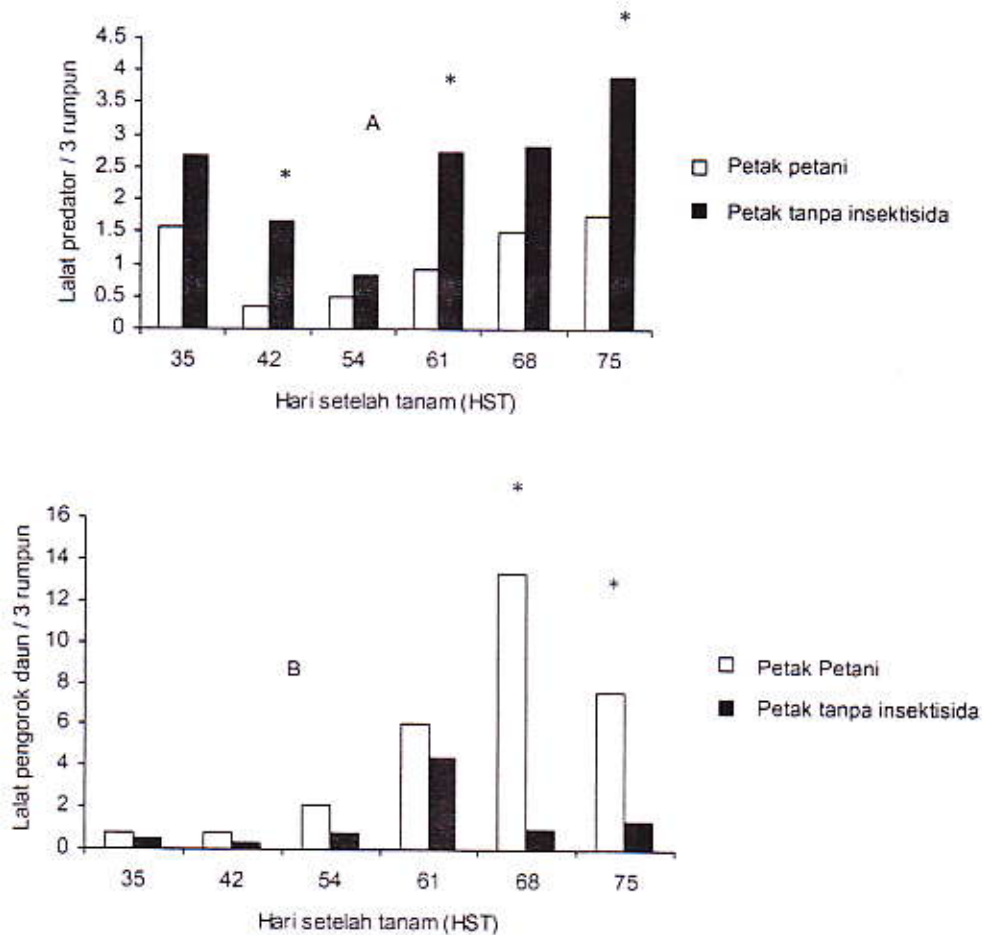 Lalat predator / 3 rumpun
4.5
4
3.5
3
2.5
2
1.5
1
0.5
0
*
*
A
*
35 42 54 61 68 75
Hari setelah tanam (HST)
Petak petani
Petak tanpa insektisida
Lalat pengorok daun / 3 rumpun
16
14
12
10
8
6
4
2
0
*
*
B
35 42 54 61 68 75
Hari setelah tanam (HST)
Petak Petani
Petak tanpa insektisida